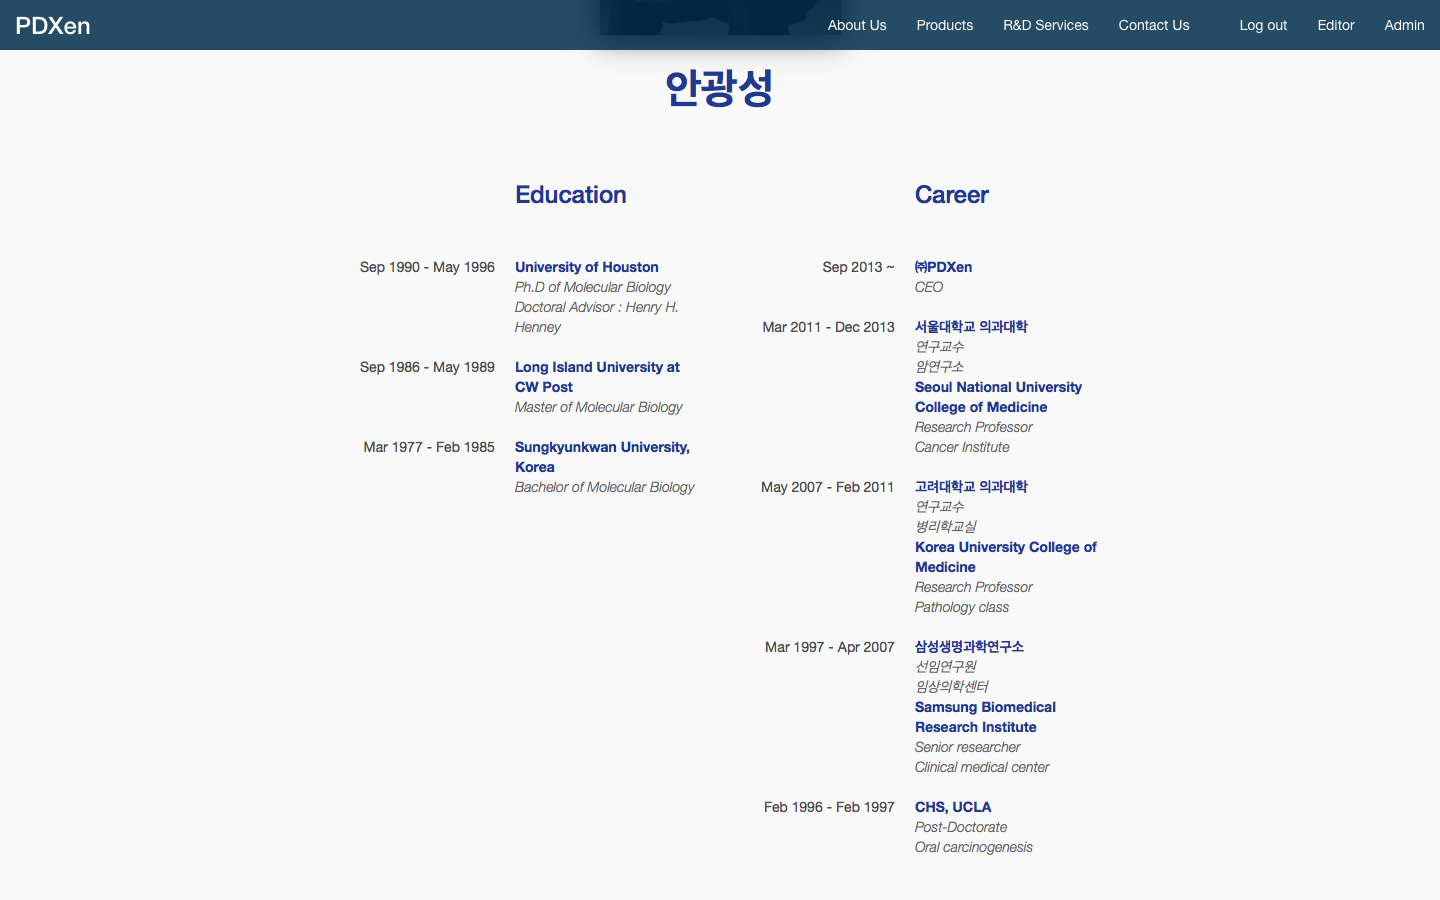 PDXen
About Us
Products
R&D Services
Contact Us
Log out
Editor
Admin
안광성
Education
Sep 1990 - May 1996
University of Houston
Ph.D of Molecular Biology
Doctoral Advisor : Henry H.
Henney
Sep 1986 - May 1989
Long Island University at
CW Post
Master of Molecular Biology
Mar 1977 - Feb 1985
Sungkyunkwan University,
Korea
Bachelor of Molecular Biology
Career
Sep 2013 ~
㈜PDXen
CEO
Mar 2011 - Dec 2013
서울대학교 의과대학
연구교수
암연구소
Seoul National University
College of Medicine
Research Professor
Cancer Institute
May 2007 - Feb 2011
고려대학교 의과대학
연구교수
병리학교실
Korea University College of
Medicine
Research Professor
Pathology class
Mar 1997 - Apr 2007
삼성생명과학연구소
선임연구원
임상의학센터
Samsung Biomedical
Research Institute
Senior researcher
Clinical medical center
Feb 1996 - Feb 1997
CHS, UCLA
Post-Doctorate
Oral carcinogenesis